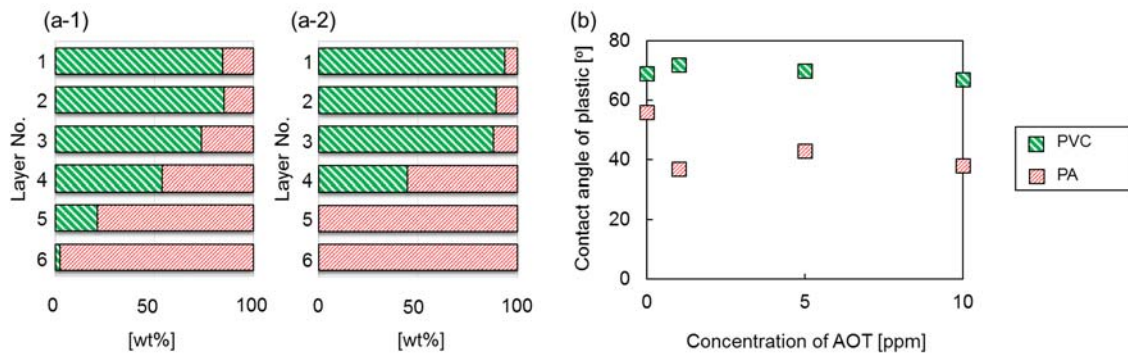 (a-1)
Layer No.
1
2
3
4
5
6
0 50 100
[wt%]
(a-2)
Layer No.
1
2
3
4
5
6
0 50 100
[wt%]
(b)
Contact angle of plastic [º]
80
60
40
20
0
0 5 10
Concentration of AOT [ppm]
PVC
PA